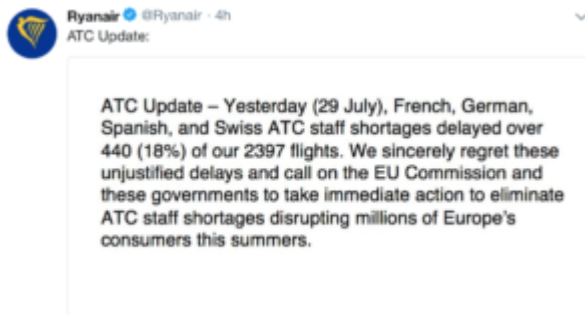 Ryanair @Ryanair · 4h
ATC Update:
ATC Update – Yesterday (29 July), French, German,
Spanish, and Swiss ATC staff shortages delayed over
440 (18%) of our 2397 flights. We sincerely regret these
unjustified delays and call on the EU Commission and
these governments to take immediate action to eliminate
ATC staff shortages disrupting millions of Europe's
consumers this summers.